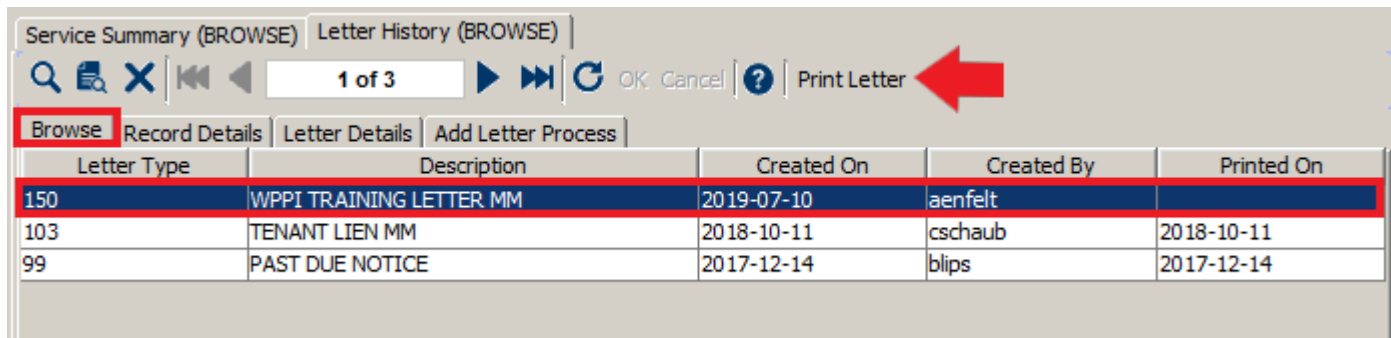 Service Summary (BROWSE) Letter History (BROWSE)
1 of 3 OK Cancel ? Print Letter
Browse Record Details Letter Details Add Letter Process
Letter Type Description Created On Created By Printed On
150 WPPI TRAINING LETTER MM 2019-07-10 aenfelt
103 TENANT LIEN MM 2018-10-11 cschaub 2018-10-11
99 PAST DUE NOTICE 2017-12-14 blips 2017-12-14